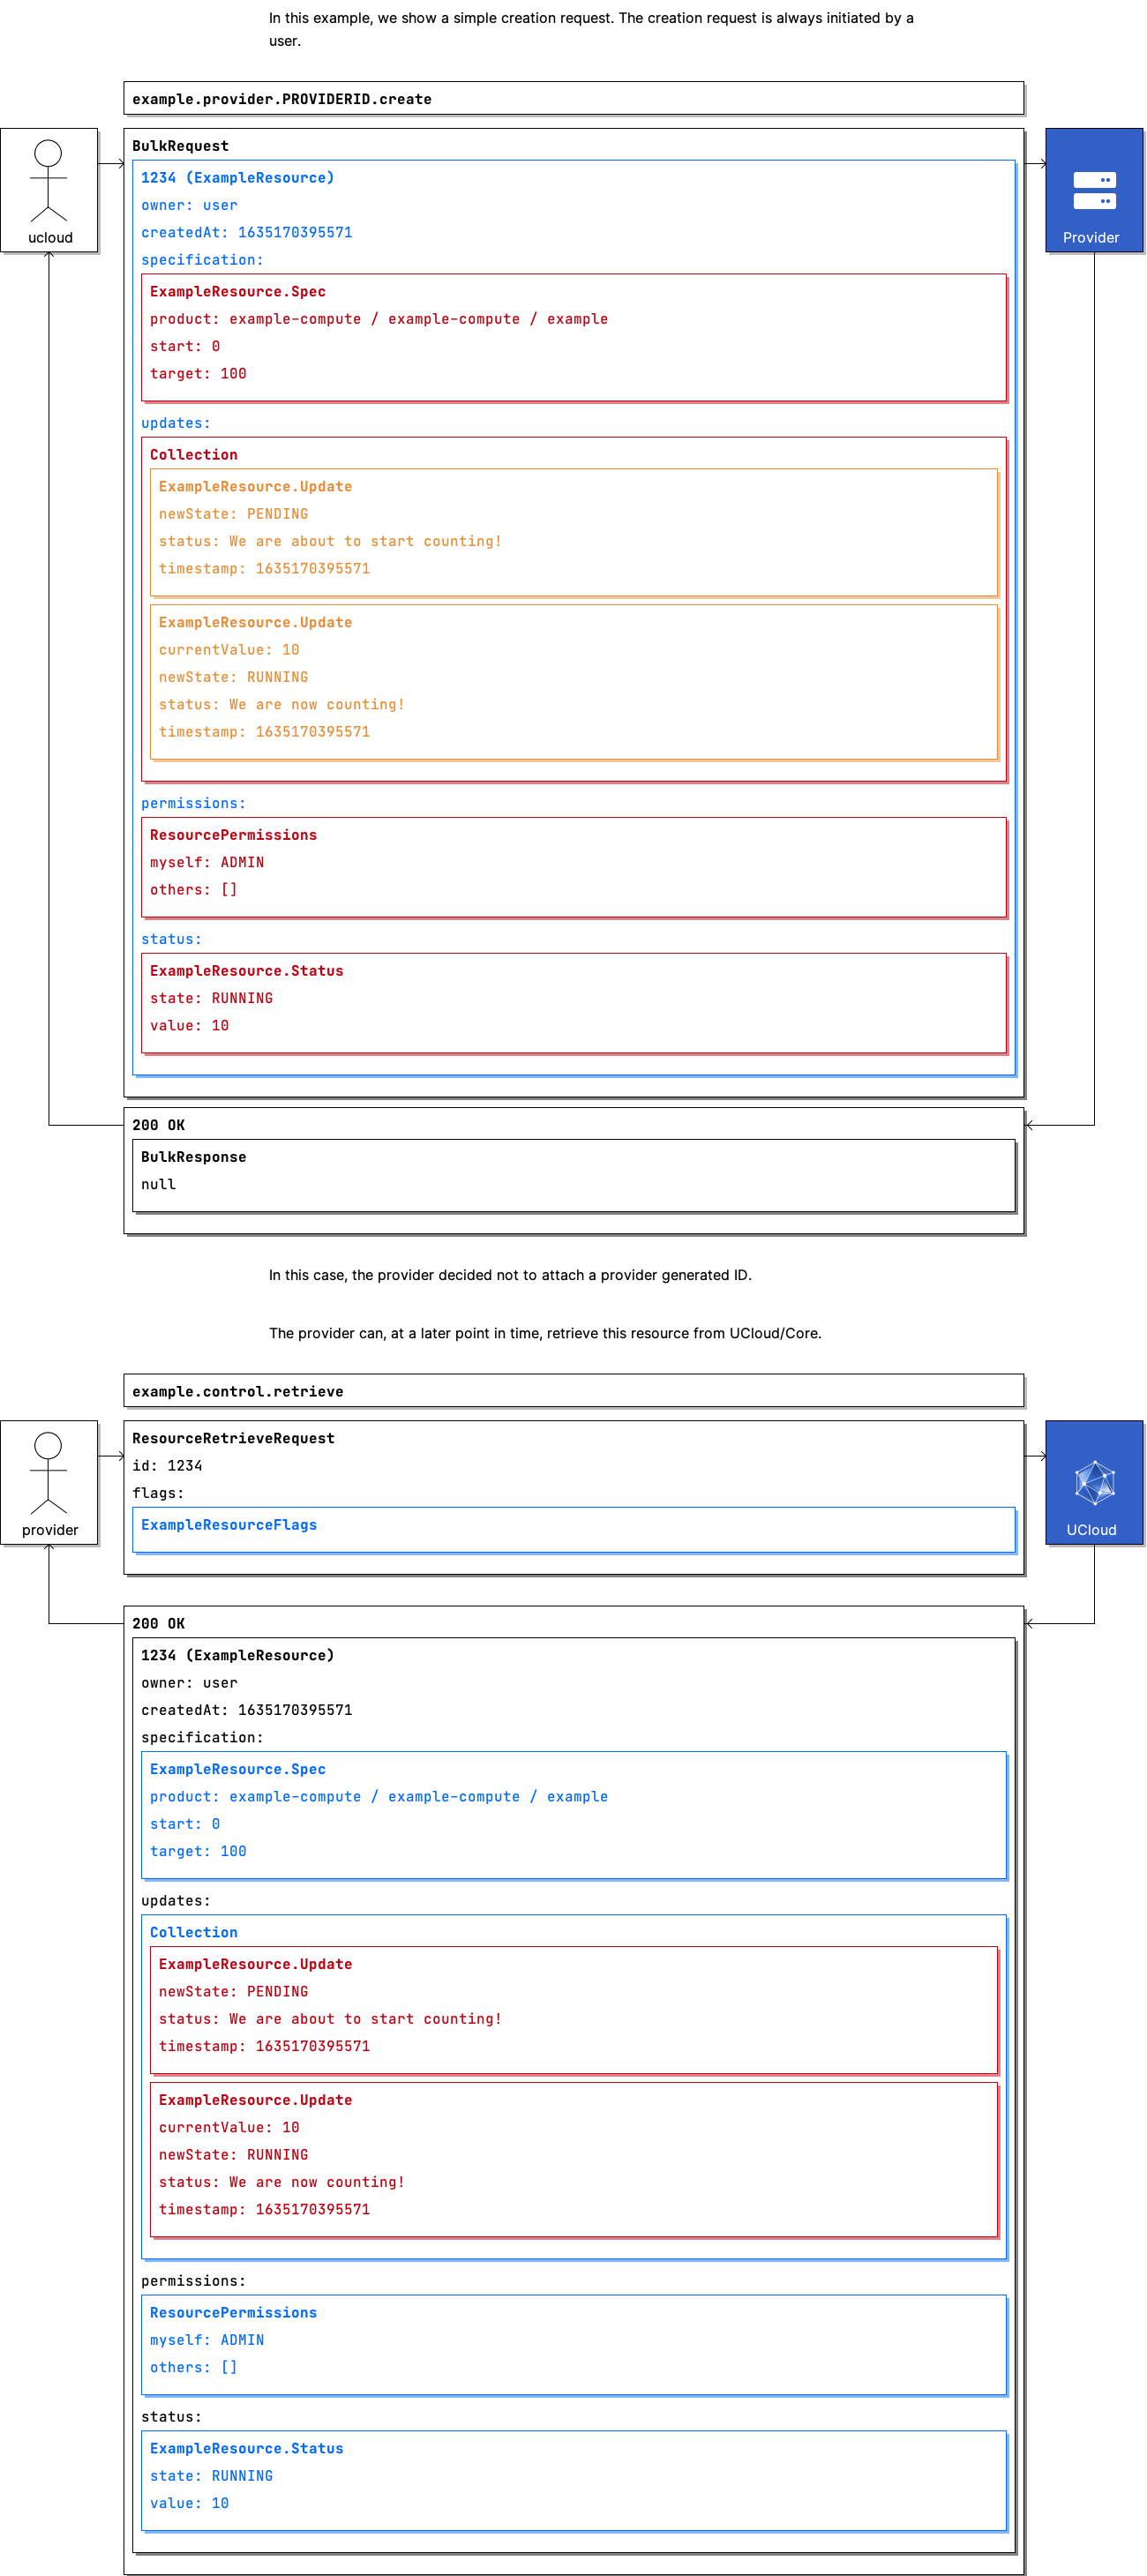 In this example, we show a simple creation request. The creation request is always initiated by a
user.
example.provider.PROVIDERID.create
ucloud
BulkRequest
1234 (ExampleResource)
owner: user
createdAt: 1635170395571
specification:
ExampleResource.Spec
product: example-compute / example-compute / example
start: 0
target: 100
updates:
Collection
ExampleResource.Update
newState: PENDING
status: We are about to start counting!
timestamp: 1635170395571
ExampleResource.Update
currentValue: 10
newState: RUNNING
status: We are now counting!
timestamp: 1635170395571
permissions:
ResourcePermissions
myself: ADMIN
others: []
status:
ExampleResource.Status
state: RUNNING
value: 10
Provider
200 OK
BulkResponse
null
In this case, the provider decided not to attach a provider generated ID.
The provider can, at a later point in time, retrieve this resource from UCloud/Core.
example.control.retrieve
provider
ResourceRetrieveRequest
id: 1234
flags:
ExampleResourceFlags
UCloud
200 OK
1234 (ExampleResource)
owner: user
createdAt: 1635170395571
specification:
ExampleResource.Spec
product: example-compute / example-compute / example
start: 0
target: 100
updates:
Collection
ExampleResource.Update
newState: PENDING
status: We are about to start counting!
timestamp: 1635170395571
ExampleResource.Update
currentValue: 10
newState: RUNNING
status: We are now counting!
timestamp: 1635170395571
permissions:
ResourcePermissions
myself: ADMIN
others: []
status:
ExampleResource.Status
state: RUNNING
value: 10